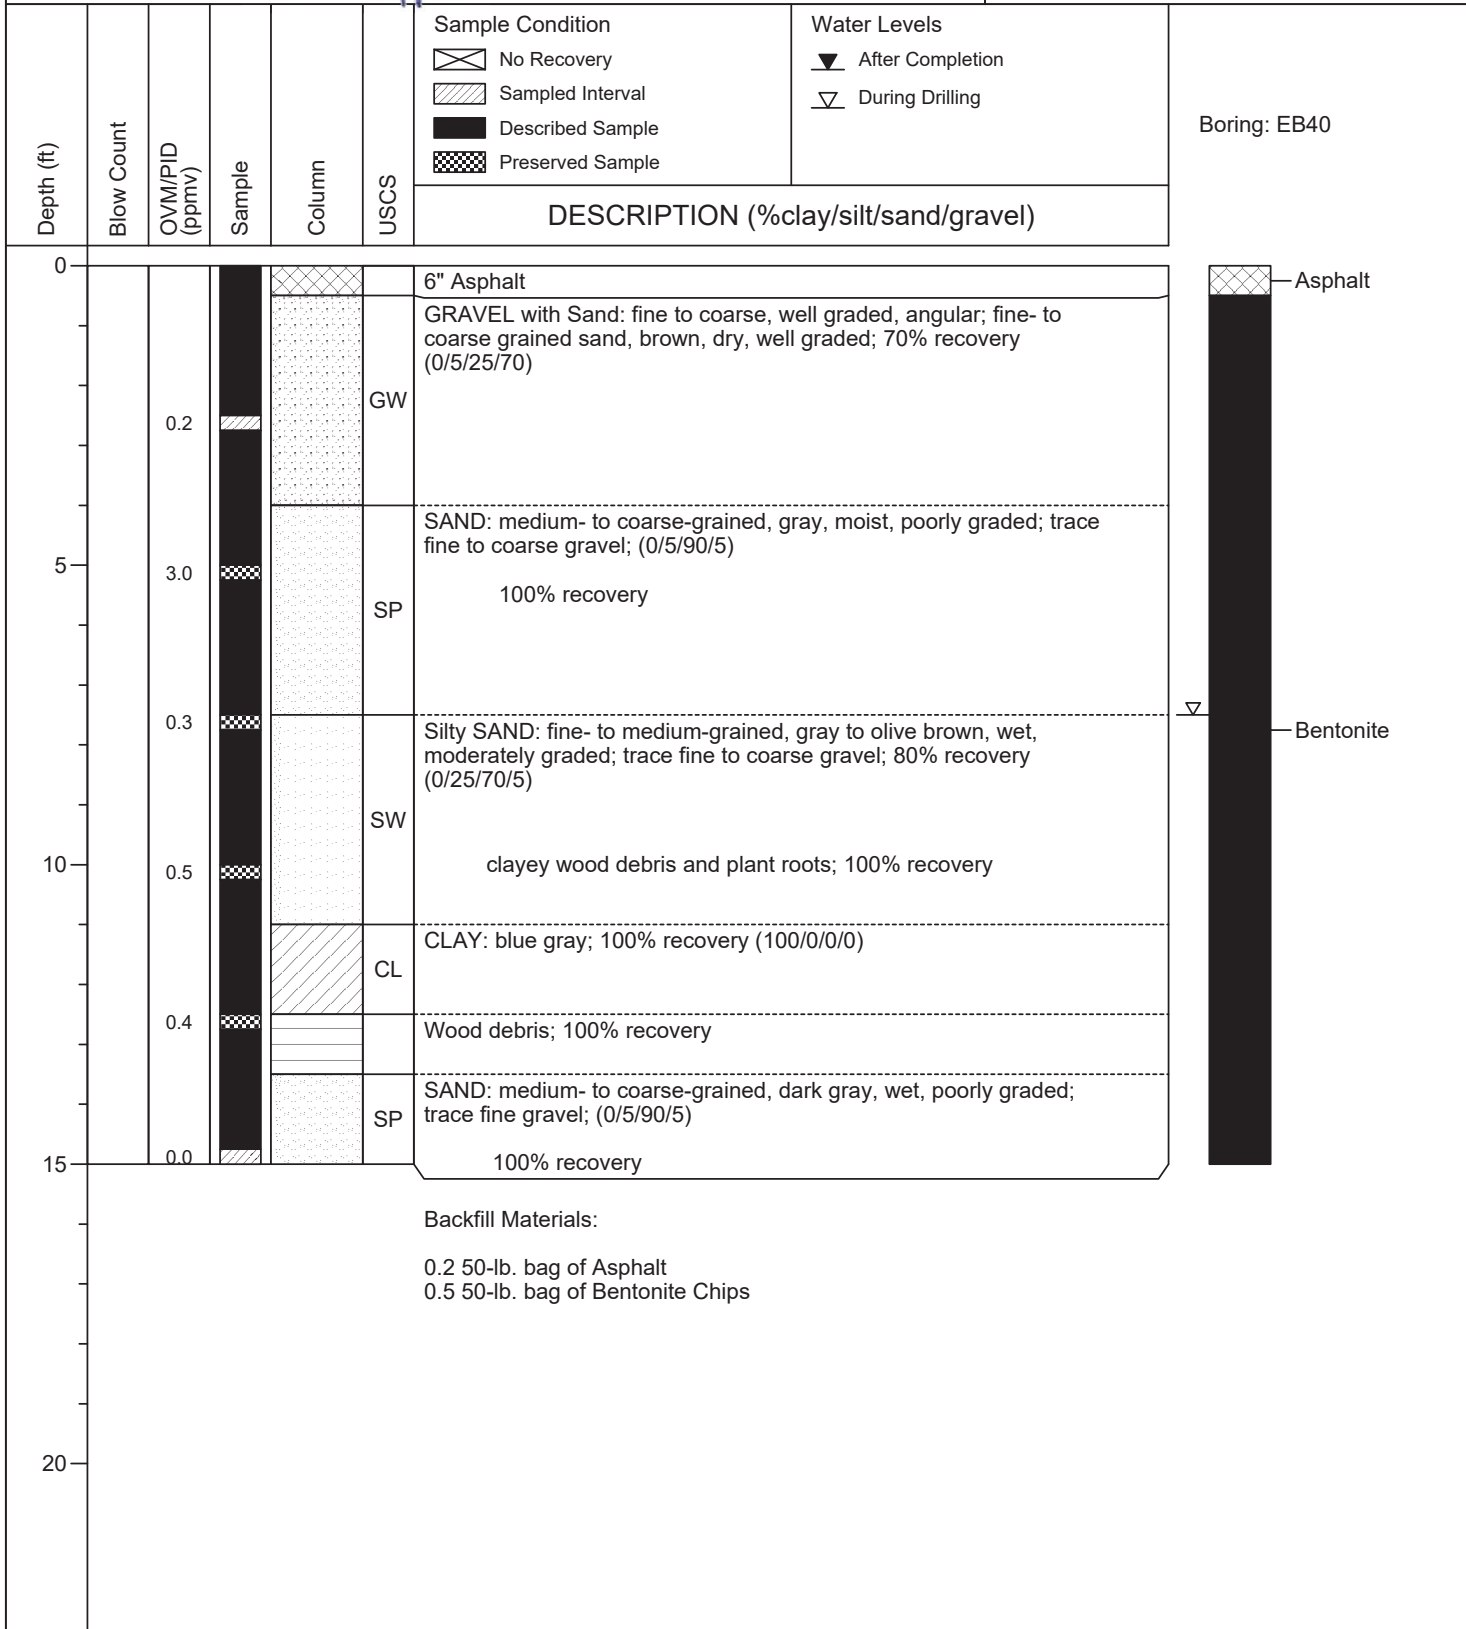 Sample Condition
No Recovery
Sampled Interval
Described Sample
Preserved Sample
Water Levels
After Completion
During Drilling
Boring: EB40
Depth (ft)
Blow Count
OVM/PID
(ppmv)
Sample
Column
USCS
DESCRIPTION (%clay/silt/sand/gravel)
0
6" Asphalt
Asphalt
GRAVEL with Sand: fine to coarse, well graded, angular; fine- to
coarse grained sand, brown, dry, well graded; 70% recovery
(0/5/25/70)
GW
0.2
SAND: medium- to coarse-grained, gray, moist, poorly graded; trace
fine to coarse gravel; (0/5/90/5)
5
3.0
100% recovery
SP
0.3
Silty SAND: fine- to medium-grained, gray to olive brown, wet,
moderately graded; trace fine to coarse gravel; 80% recovery
(0/25/70/5)
Bentonite
SW
10
0.5
clayey wood debris and plant roots; 100% recovery
CLAY: blue gray; 100% recovery (100/0/0/0)
CL
0.4
Wood debris; 100% recovery
SAND: medium- to coarse-grained, dark gray, wet, poorly graded;
trace fine gravel; (0/5/90/5)
SP
0.0
15
100% recovery
Backfill Materials:
0.2 50-lb. bag of Asphalt
0.5 50-lb. bag of Bentonite Chips
20